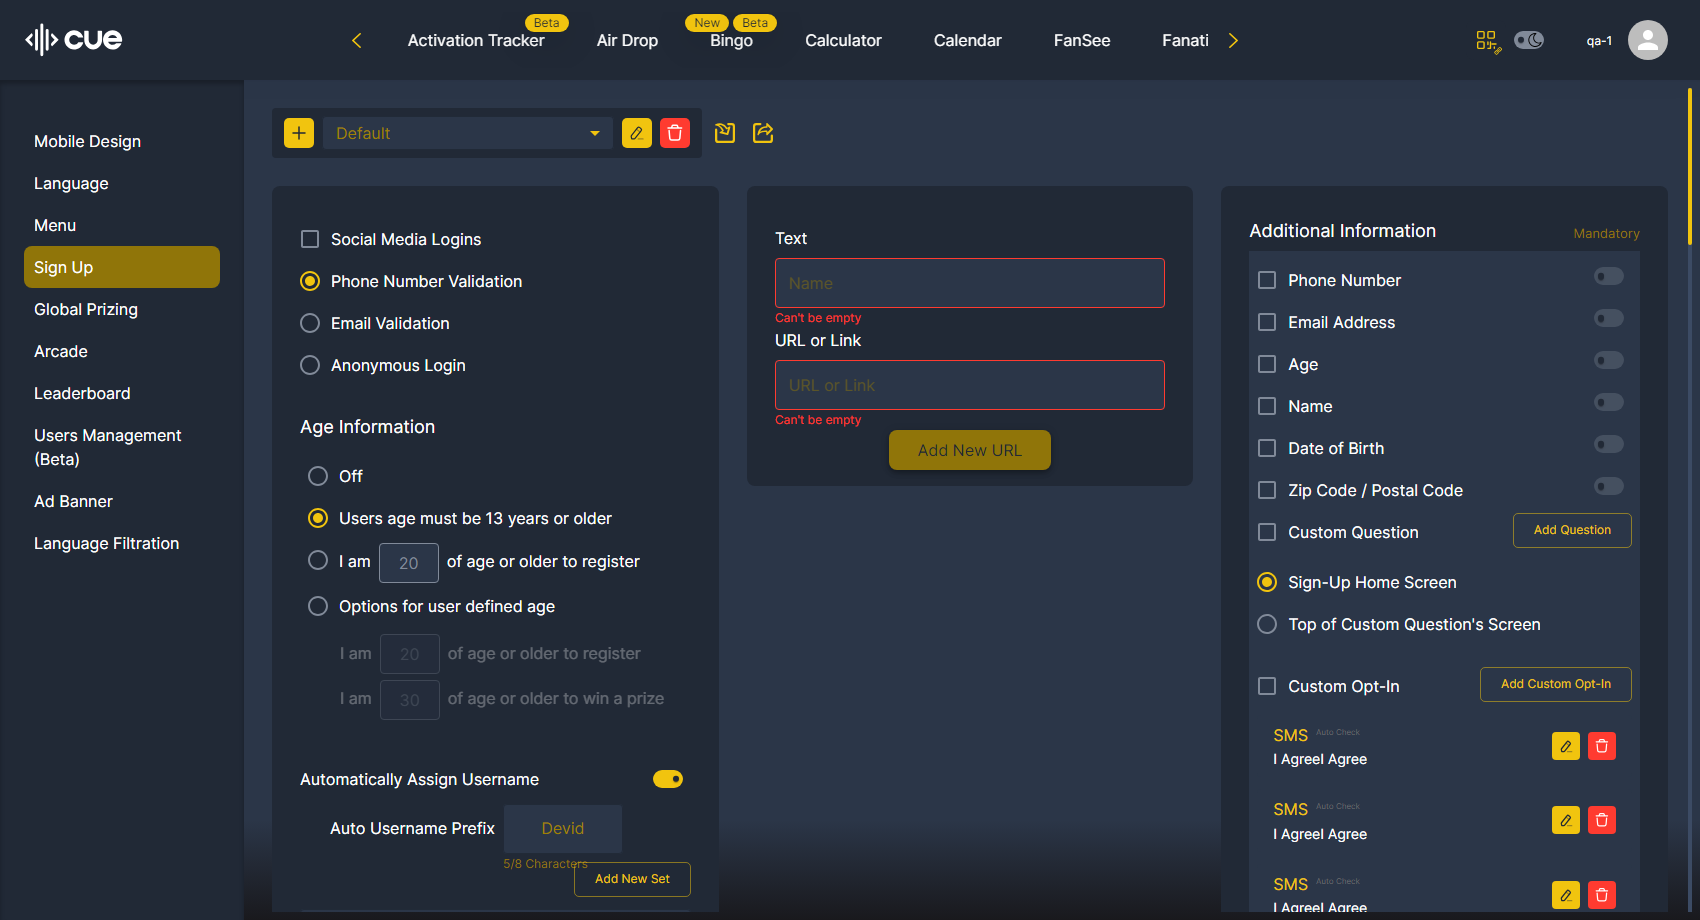 cue
Activation Tracker
Beta
Air Drop
New
Beta
Bingo
Calculator
Calendar
FanSee
Fanati
qa-1
Mobile Design
Language
Menu
Sign Up
Global Prizing
Arcade
Leaderboard
Users Management
(Beta)
Ad Banner
Language Filtration
Default
Social Media Logins
Phone Number Validation
Email Validation
Anonymous Login
Age Information
Off
Users age must be 13 years or older
I am 20 of age or older to register
Options for user defined age
I am 20 of age or older to register
I am 30 of age or older to win a prize
Automatically Assign Username
Auto Username Prefix Devid
5/8 Characters
Add New Set
Text
Name
Can't be empty
URL or Link
URL or Link
Can't be empty
Add New URL
Additional Information
Mandatory
Phone Number
Email Address
Age
Name
Date of Birth
Zip Code / Postal Code
Custom Question
Add Question
Sign-Up Home Screen
Top of Custom Question's Screen
Custom Opt-In
Add Custom Opt-In
SMS Auto Check
I AgreeI Agree
SMS Auto Check
I AgreeI Agree
SMS Auto Check
I AgreeI Agree